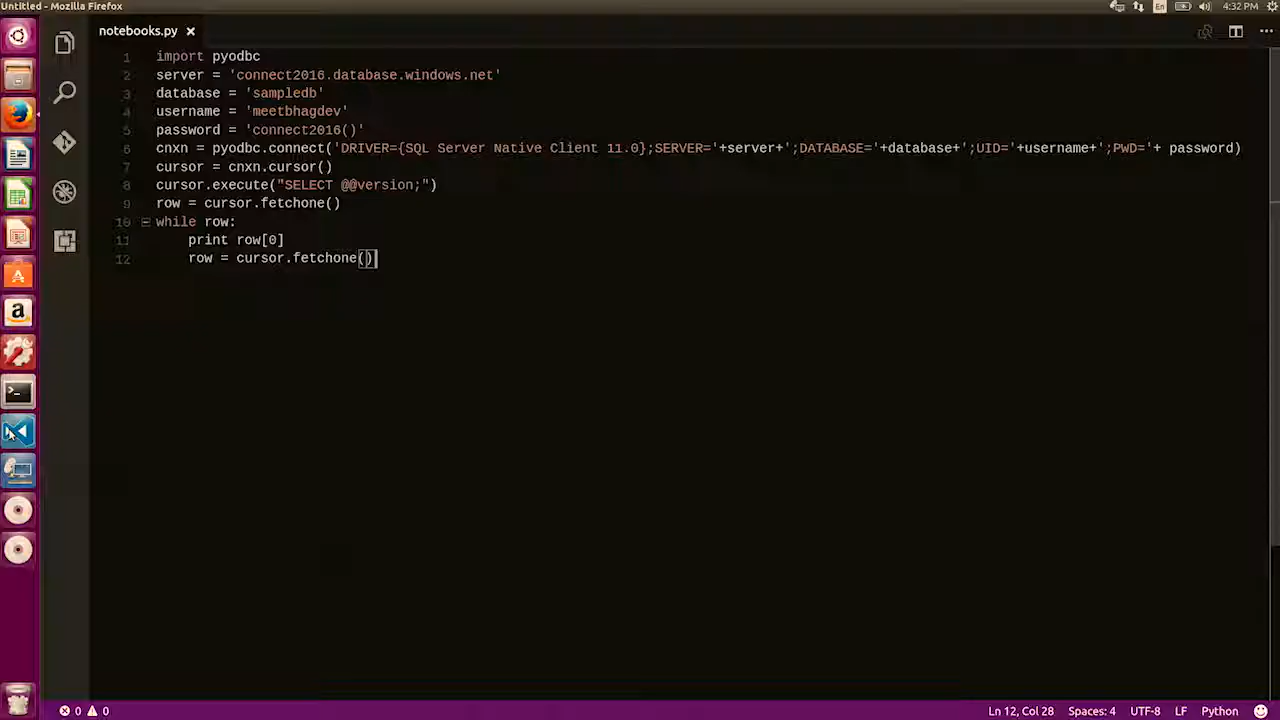 Untitled - Mozilla Firefox
En
4:32 PM
notebooks.py
1 import pyodbc
2 server = 'connect2016.database.windows.net'
3 database = 'sampledb'
4 username = 'meetbhagdev'
5 password = 'connect2016()'
6 cnxn = pyodbc.connect('DRIVER={SQL Server Native Client 11.0};SERVER='+server+';DATABASE='+database+';UID='+username+';PWD='+ password)
7 cursor = cnxn.cursor()
8 cursor.execute("SELECT @@version;")
9 row = cursor.fetchone()
10 while row:
11 print row[0]
12 row = cursor.fetchone()
0 0
Ln 12, Col 28
Spaces: 4
UTF-8
LF
Python